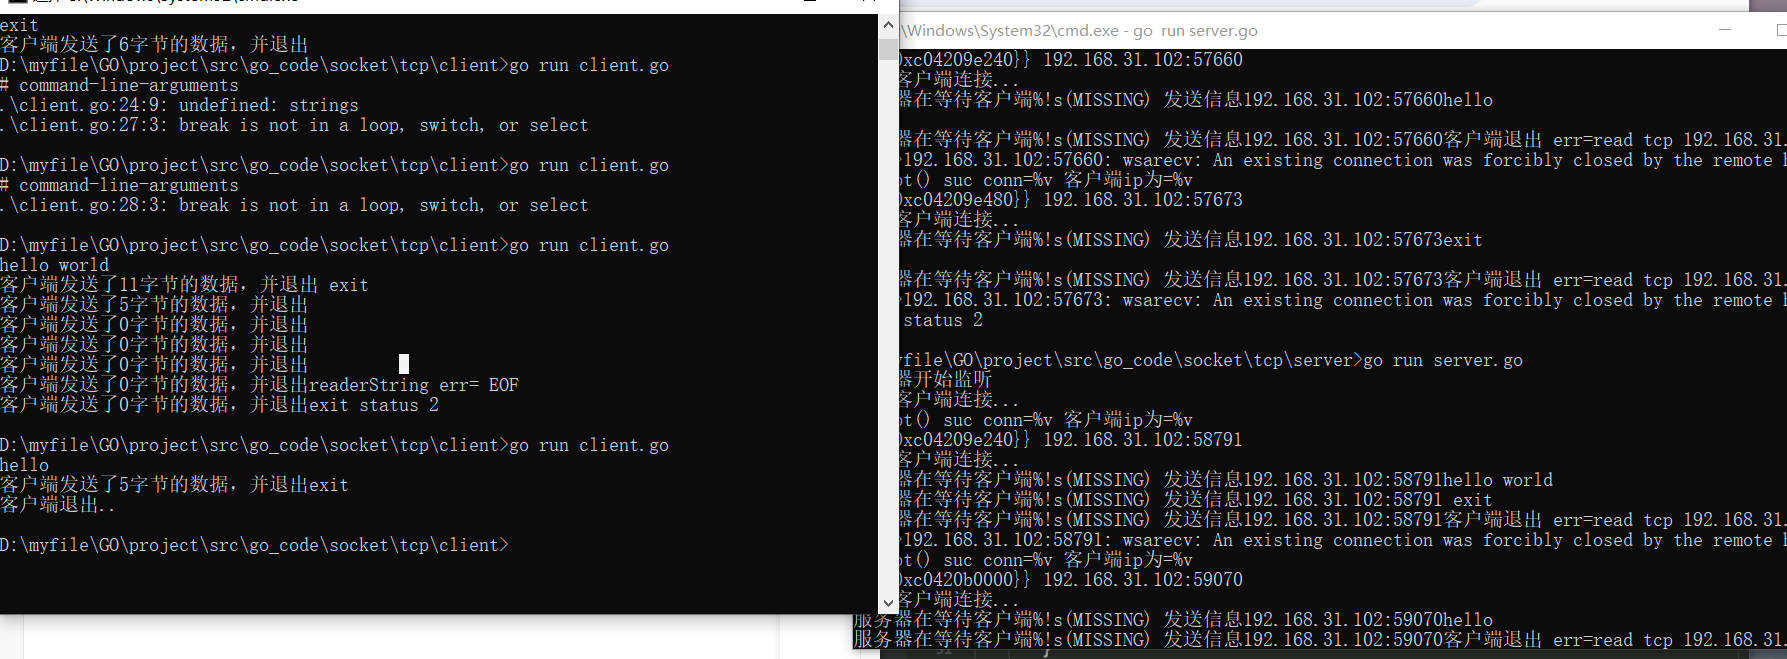 exit
客户端发送了6字节的数据，并退出
D:\myfile\GO\project\src\go_code\socket\tcp\client>go run client.go
# command-line-arguments
.\client.go:24:9: undefined: strings
.\client.go:27:3: break is not in a loop, switch, or select
D:\myfile\GO\project\src\go_code\socket\tcp\client>go run client.go
# command-line-arguments
.\client.go:28:3: break is not in a loop, switch, or select
D:\myfile\GO\project\src\go_code\socket\tcp\client>go run client.go
hello world
客户端发送了11字节的数据，并退出 exit
客户端发送了5字节的数据，并退出
客户端发送了0字节的数据，并退出
客户端发送了0字节的数据，并退出
客户端发送了0字节的数据，并退出
客户端发送了0字节的数据，并退出readerString err= EOF
客户端发送了0字节的数据，并退出exit status 2
D:\myfile\GO\project\src\go_code\socket\tcp\client>go run client.go
hello
客户端发送了5字节的数据，并退出exit
客户端退出..
D:\myfile\GO\project\src\go_code\socket\tcp\client>
\Windows\System32\cmd.exe - go  run server.go
xc04209e240}} 192.168.31.102:57660
客户端连接...
器在等待客户端%!s(MISSING) 发送信息192.168.31.102:57660hello
器在等待客户端%!s(MISSING) 发送信息192.168.31.102:57660客户端退出 err=read tcp 192.168.31.
192.168.31.102:57660: wsarecv: An existing connection was forcibly closed by the remote
pt() suc conn=%v 客户端ip为=%v
xc04209e480}} 192.168.31.102:57673
客户端连接...
器在等待客户端%!s(MISSING) 发送信息192.168.31.102:57673exit
器在等待客户端%!s(MISSING) 发送信息192.168.31.102:57673客户端退出 err=read tcp 192.168.31.
192.168.31.102:57673: wsarecv: An existing connection was forcibly closed by the remote
status 2
yfile\GO\project\src\go_code\socket\tcp\server>go run server.go
器开始监听
客户端连接...
pt() suc conn=%v 客户端ip为=%v
xc04209e240}} 192.168.31.102:58791
客户端连接...
器在等待客户端%!s(MISSING) 发送信息192.168.31.102:58791hello world
器在等待客户端%!s(MISSING) 发送信息192.168.31.102:58791 exit
器在等待客户端%!s(MISSING) 发送信息192.168.31.102:58791客户端退出 err=read tcp 192.168.31.
192.168.31.102:58791: wsarecv: An existing connection was forcibly closed by the remote
pt() suc conn=%v 客户端ip为=%v
xc0420b0000}} 192.168.31.102:59070
客户端连接...
服务器在等待客户端%!s(MISSING) 发送信息192.168.31.102:59070hello
服务器在等待客户端%!s(MISSING) 发送信息192.168.31.102:59070客户端退出 err=read tcp 192.168.31.